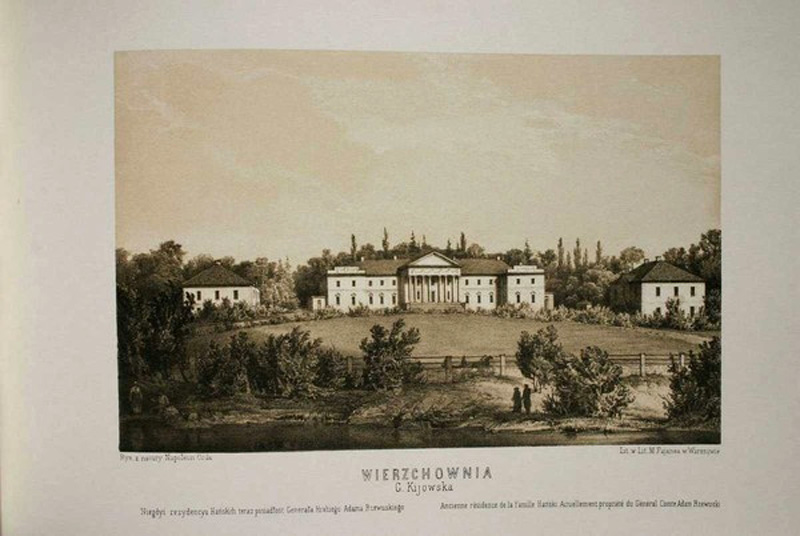 Rys. z natury Napoleon Orda.
Lit. w Lit. M. Fajansa w Warszawie
WIERZCHOWNIA
G. Kijowska
Niegdyś rezydencya Hańskich teraz posiadłość Generała Hrabiego Adama Rzewuskiego
Ancienne résidence de la famille Hański. Actuellement propriété du Général Comte Adam Rzewuski